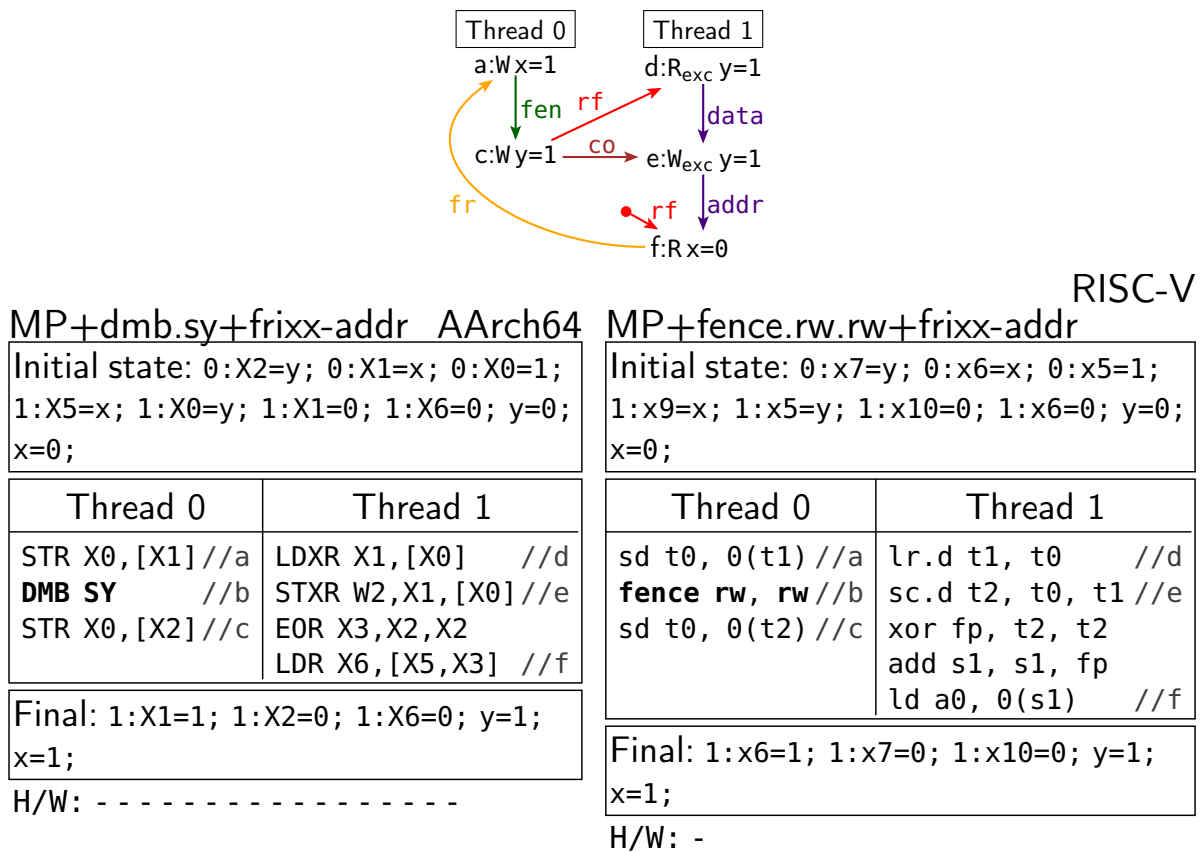 Thread 0 Thread 1
a:W x=1 d:Rexc y=1
fen rf data
c:W y=1 co e:Wexc y=1
fr rf addr
f:R x=0
MP+dmb.sy+frixx-addr AArch64
Initial state: 0:X2=y; 0:X1=x; 0:X0=1;
1:X5=x; 1:X0=y; 1:X1=0; 1:X6=0; y=0;
x=0;
Thread 0 Thread 1
STR X0,[X1]//a LDXR X1,[X0] //d
DMB SY //b STXR W2,X1,[X0]//e
STR X0,[X2]//c EOR X3,X2,X2
LDR X6,[X5,X3] //f
Final: 1:X1=1; 1:X2=0; 1:X6=0; y=1;
x=1;
H/W: - - - - - - - - - - - - - - - - -
RISC-V
MP+fence.rw.rw+frixx-addr
Initial state: 0:x7=y; 0:x6=x; 0:x5=1;
1:x9=x; 1:x5=y; 1:x10=0; 1:x6=0; y=0;
x=0;
Thread 0 Thread 1
sd t0, 0(t1)//a lr.d t1, t0 //d
fence rw, rw//b sc.d t2, t0, t1 //e
sd t0, 0(t2)//c xor fp, t2, t2
add s1, s1, fp
ld a0, 0(s1) //f
Final: 1:x6=1; 1:x7=0; 1:x10=0; y=1;
x=1;
H/W: -